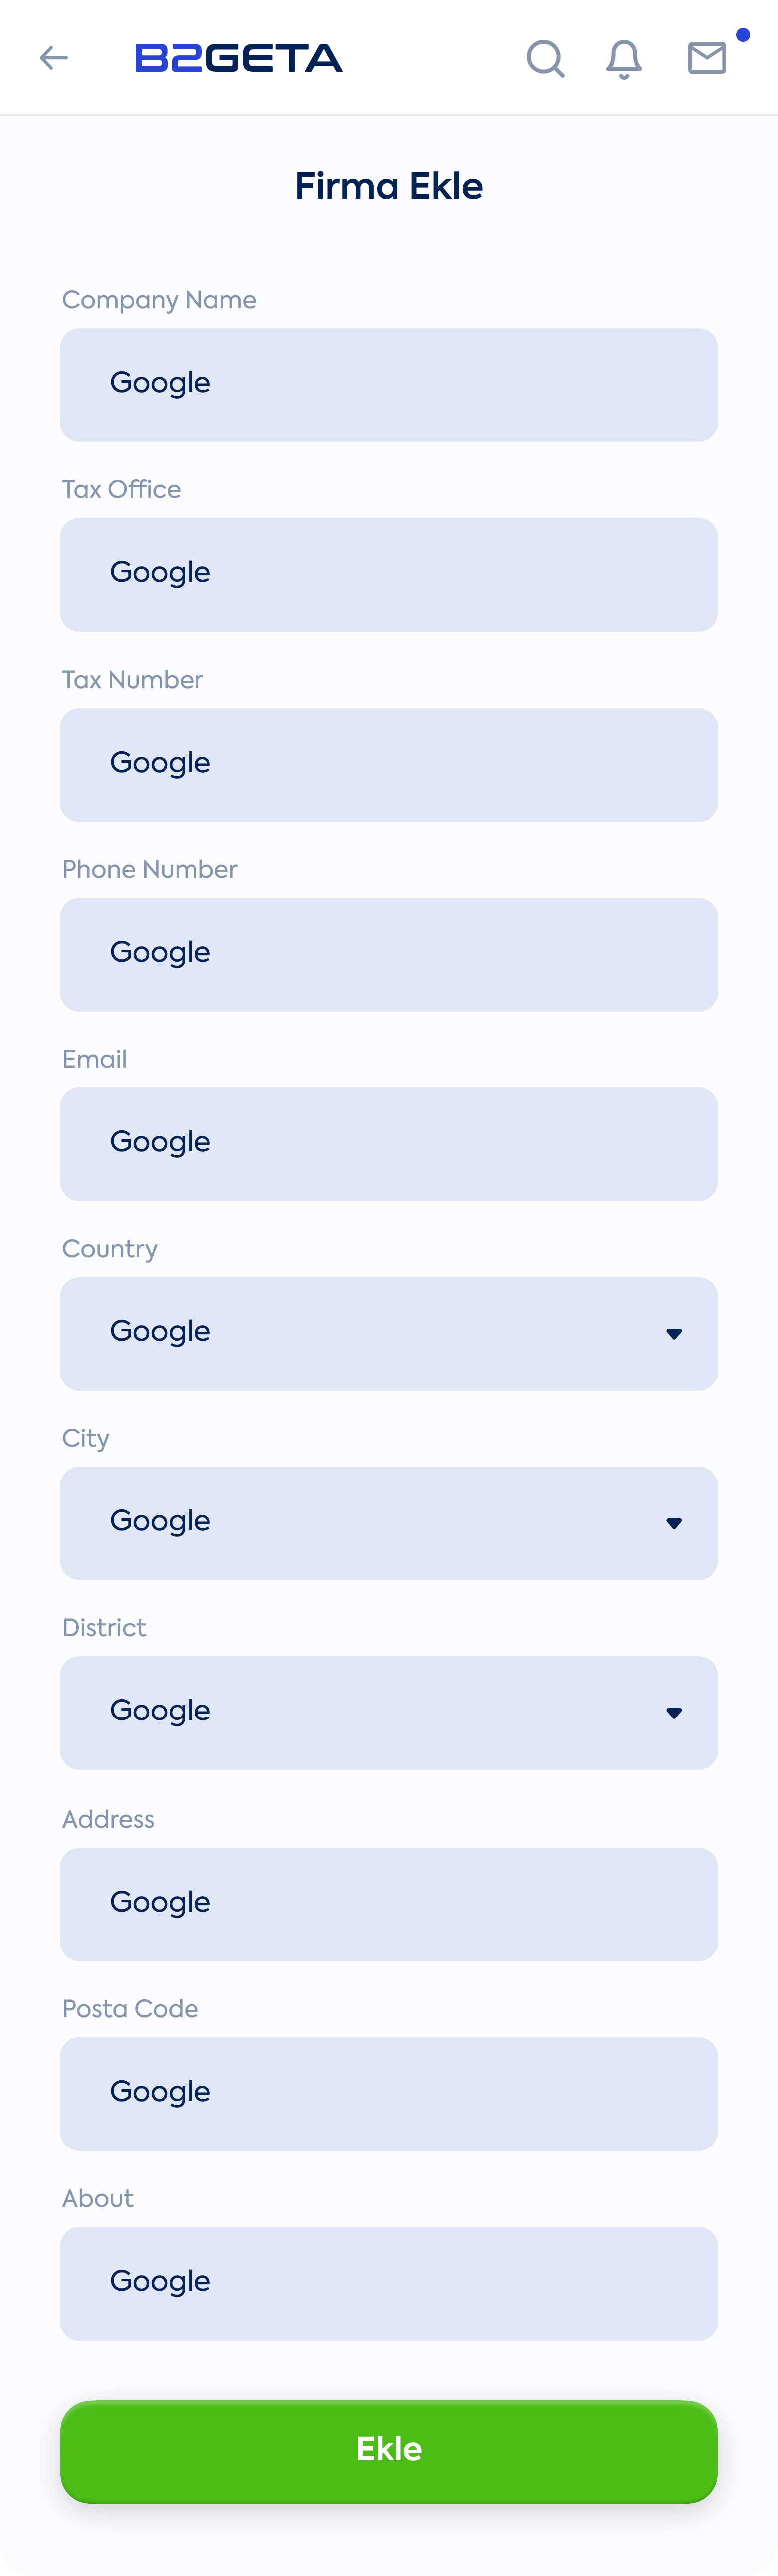 B2GETA
Firma Ekle
Company Name
Google
Tax Office
Google
Tax Number
Google
Phone Number
Google
Email
Google
Country
Google
City
Google
District
Google
Address
Google
Posta Code
Google
About
Google
Ekle